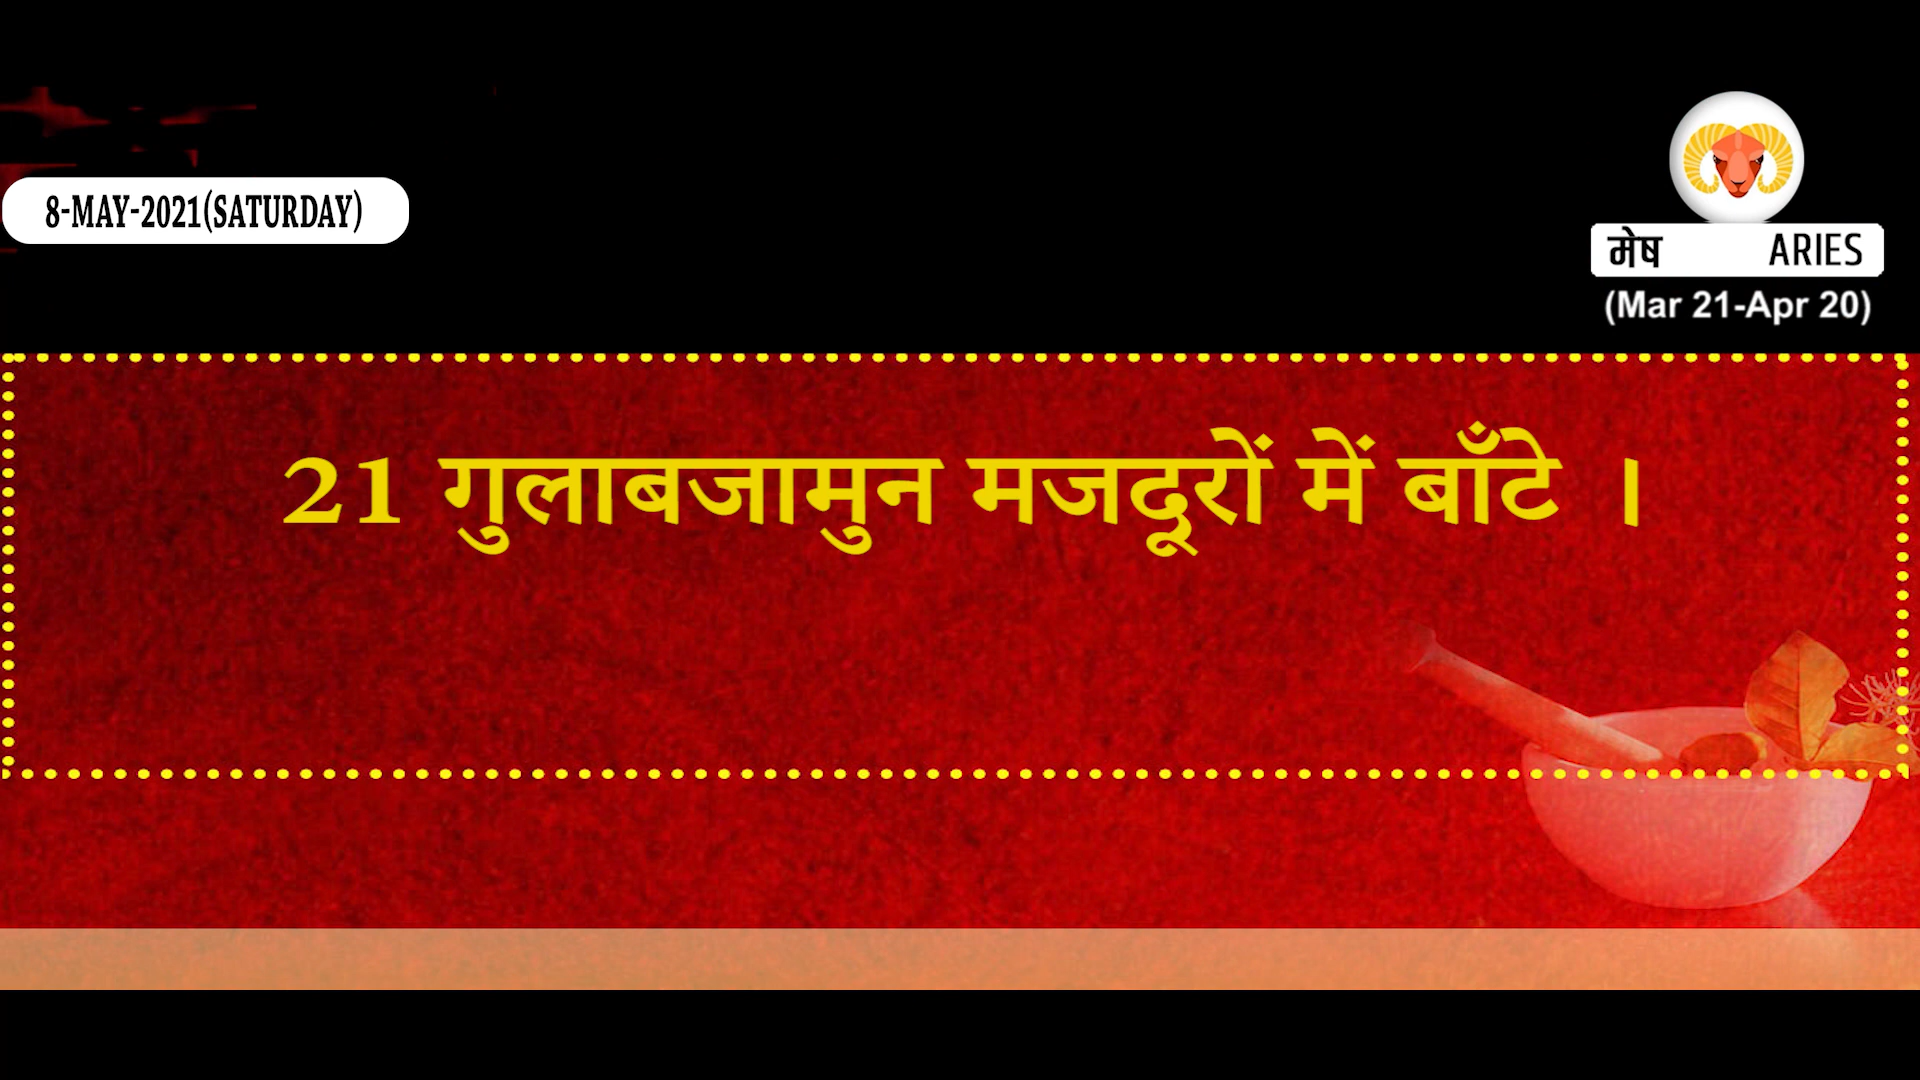 8-MAY-2021(SATURDAY)
मेष ARIES
(Mar 21-Apr 20)
21 गुलाबजामुन मजदूरों में बाँटे ।